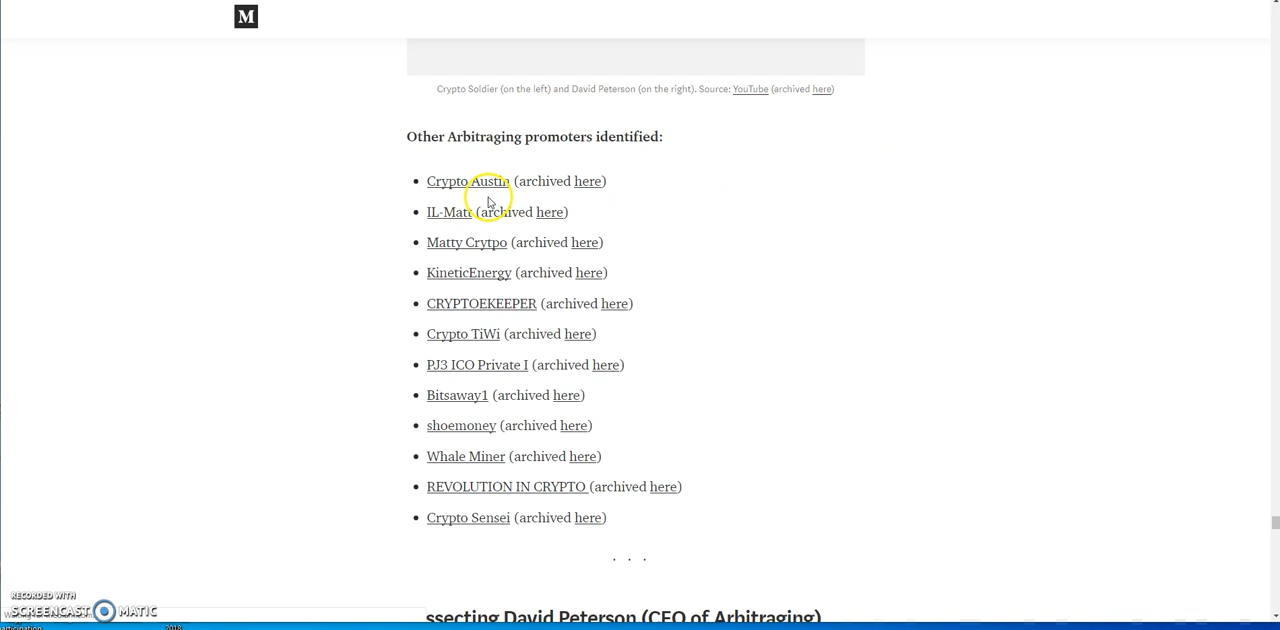 M
Crypto Soldier (on the left) and David Peterson (on the right). Source: YouTube (archived here)
Other Arbitraging promoters identified:
• Crypto Austin (archived here)
• IL-Matt (archived here)
• Matty Crytpo (archived here)
• KineticEnergy (archived here)
• CRYPTOEKEEPER (archived here)
• Crypto TiWi (archived here)
• PJ3 ICO Private I (archived here)
• Bitsaway1 (archived here)
• shoemoney (archived here)
• Whale Miner (archived here)
• REVOLUTION IN CRYPTO (archived here)
• Crypto Sensei (archived here)
. . .
RECORDED WITH
SCREENCAST MATIC
ssecting David Peterson (CEO of Arbitraging)
2018